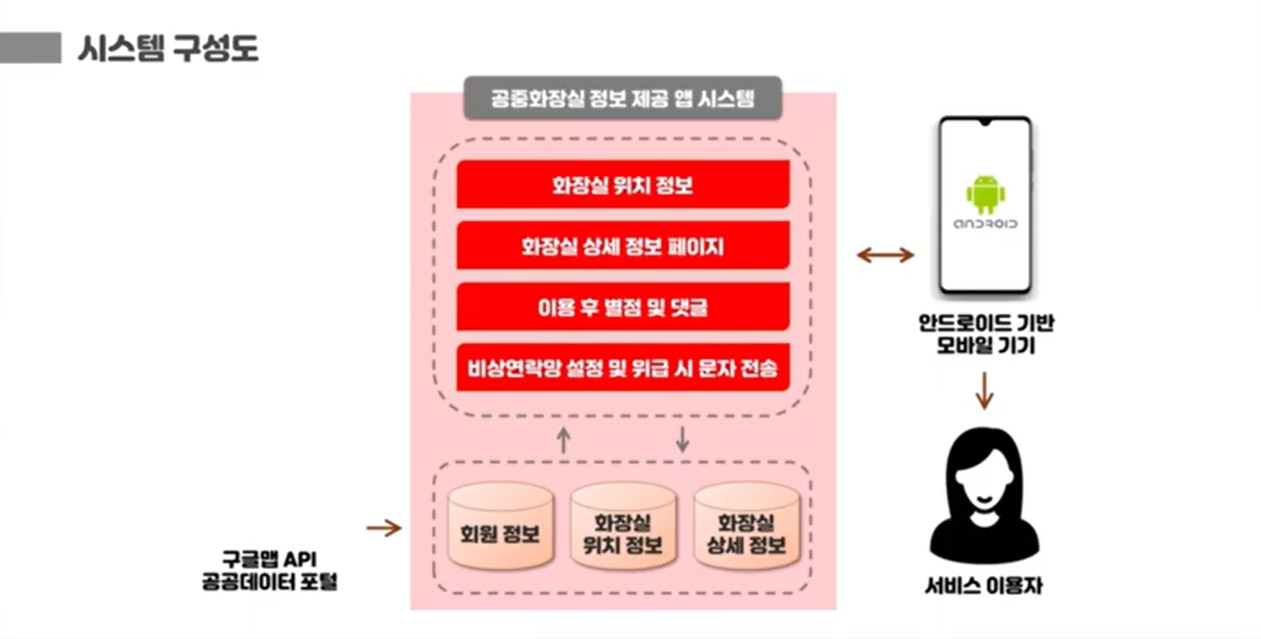 시스템 구성도
공중화장실 정보 제공 앱 시스템
화장실 위치 정보
화장실 상세 정보 페이지
이용 후 별점 및 댓글
비상연락망 설정 및 위급 시 문자 전송
회원 정보
화장실
위치 정보
화장실
상세 정보
구글맵 API
공공데이터 포털
ANDROID
안드로이드 기반
모바일 기기
서비스 이용자